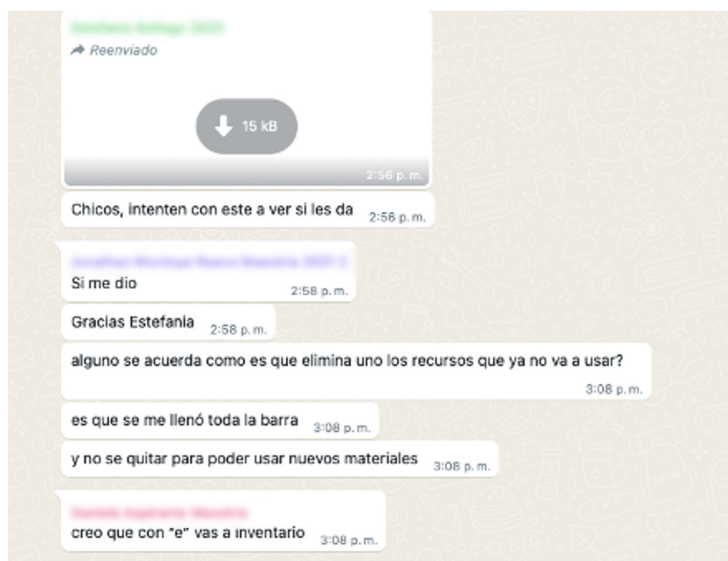 Reenviado
15 kB
2:56 p. m.
Chicos, intenten con este a ver si les da 2:56 p. m.
Si me dio 2:58 p. m.
Gracias Estefania 2:58 p. m.
alguno se acuerda como es que elimina uno los recursos que ya no va a usar?
3:08 p. m.
es que se me llenó toda la barra 3:08 p. m.
y no se quitar para poder usar nuevos materiales 3:08 p. m.
creo que con "e" vas a inventario 3:08 p. m.